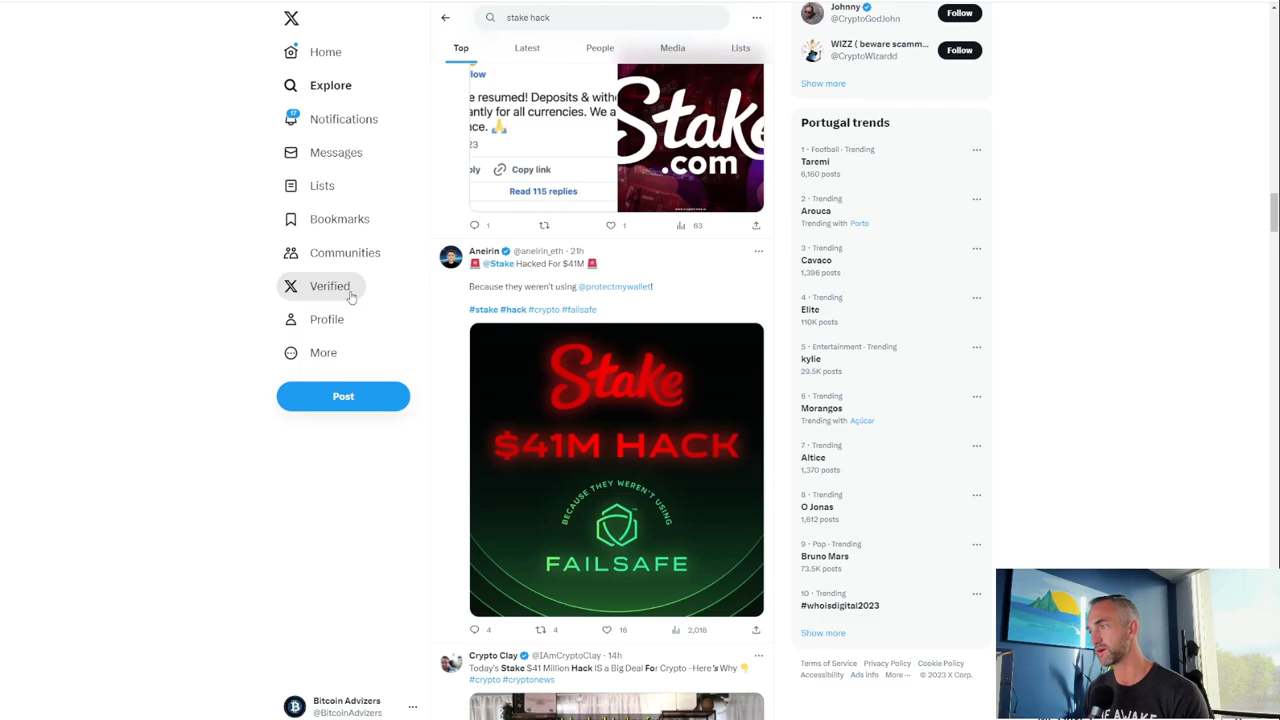 Home
Explore
17
Notifications
Messages
Lists
Bookmarks
Communities
Verified
Profile
More
Post
Bitcoin Advizers
@BitcoinAdvizers
stake hack
Top
Latest
People
Media
Lists
llow
e resumed! Deposits & with
antly for all currencies. We a
nce. 🙏
23
ply
Copy link
Read 115 replies
Stake
.com
1
1
63
Aneirin @aneirin_eth · 21h
🚨 @Stake Hacked For $41M 🚨
Because they weren't using @protectmywallet!
#stake #hack #crypto #failsafe
Stake
$41M HACK
BECAUSE THEY WEREN'T USING
FAILSAFE
4
4
16
2,016
Crypto Clay @IAmCryptoClay · 14h
Today's Stake $41 Million Hack IS a Big Deal For Crypto -Here's Why 👇
#crypto #cryptonews
Johnny
@CryptoGodJohn
Follow
WIZZ ( beware scamm...
@CryptoWizardd
Follow
Show more
Portugal trends
1 · Football · Trending
Taremi
6,160 posts
2 · Trending
Arouca
Trending with Porto
3 · Trending
Cavaco
1,396 posts
4 · Trending
Elite
110K posts
5 · Entertainment · Trending
kylie
29.5K posts
6 · Trending
Morangos
Trending with Açúcar
7 · Trending
Altice
1,370 posts
8 · Trending
O Jonas
1,612 posts
9 · Pop · Trending
Bruno Mars
73.5K posts
10 · Trending
#whoisdigital2023
Show more
Terms of Service Privacy Policy Cookie Policy
Accessibility Ads info More ··· © 2023 X Corp.